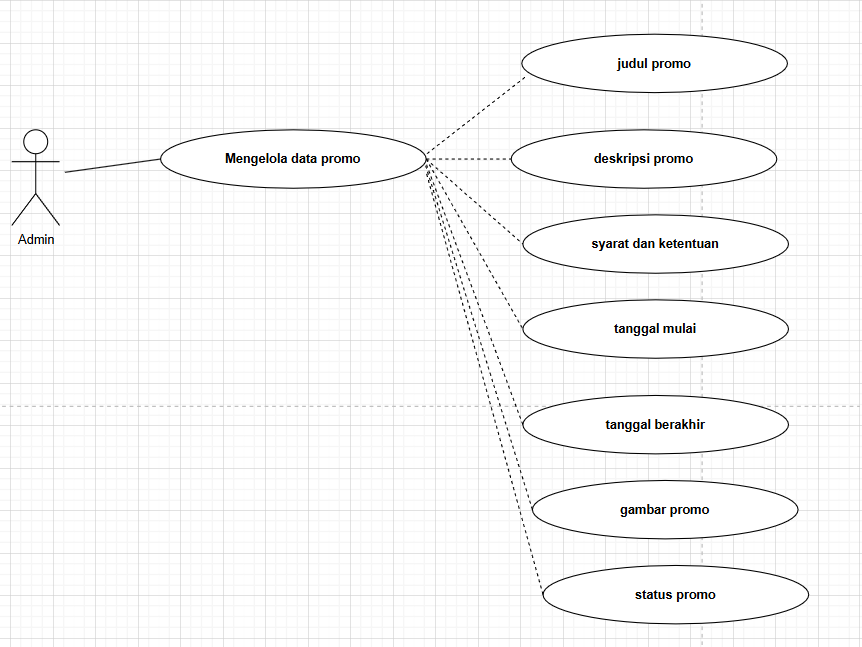 judul promo
Mengelola data promo
deskripsi promo
Admin
syarat dan ketentuan
tanggal mulai
tanggal berakhir
gambar promo
status promo